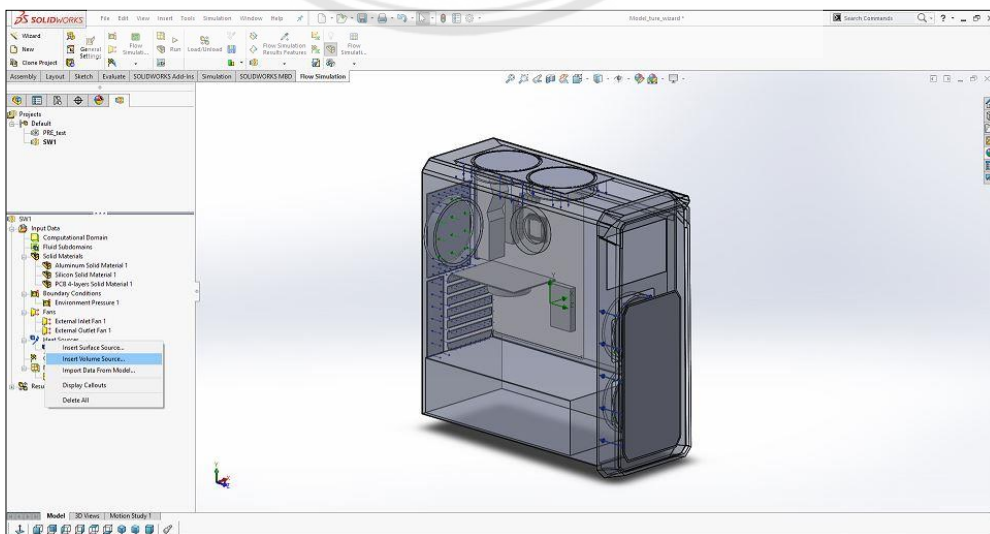 SOLIDWORKS File Edit View Insert Tools Simulation Window Help Model_tura_wizard * Search Commands
Wizard
New General Settings Flow Simulati... Run Load/Unload Flow Simulation Results Features Flow Simulati...
Clone Project
Assembly Layout Sketch Evaluate SOLIDWORKS Add-Ins Simulation SOLIDWORKS MBD Flow Simulation
Projects
Default
PRE_test
SW1
SW1
Input Data
Computational Domain
Fluid Subdomains
Solid Materials
Aluminum Solid Material 1
Silicon Solid Material 1
PCB 4-layers Solid Material 1
Boundary Conditions
Environment Pressure 1
Fans
External Inlet Fan 1
External Outlet Fan 1
Heat Sources
Insert Surface Source...
Insert Volume Source...
Import Data From Model...
Display Callouts
Delete All
Resu
Model 3D Views Motion Study 1